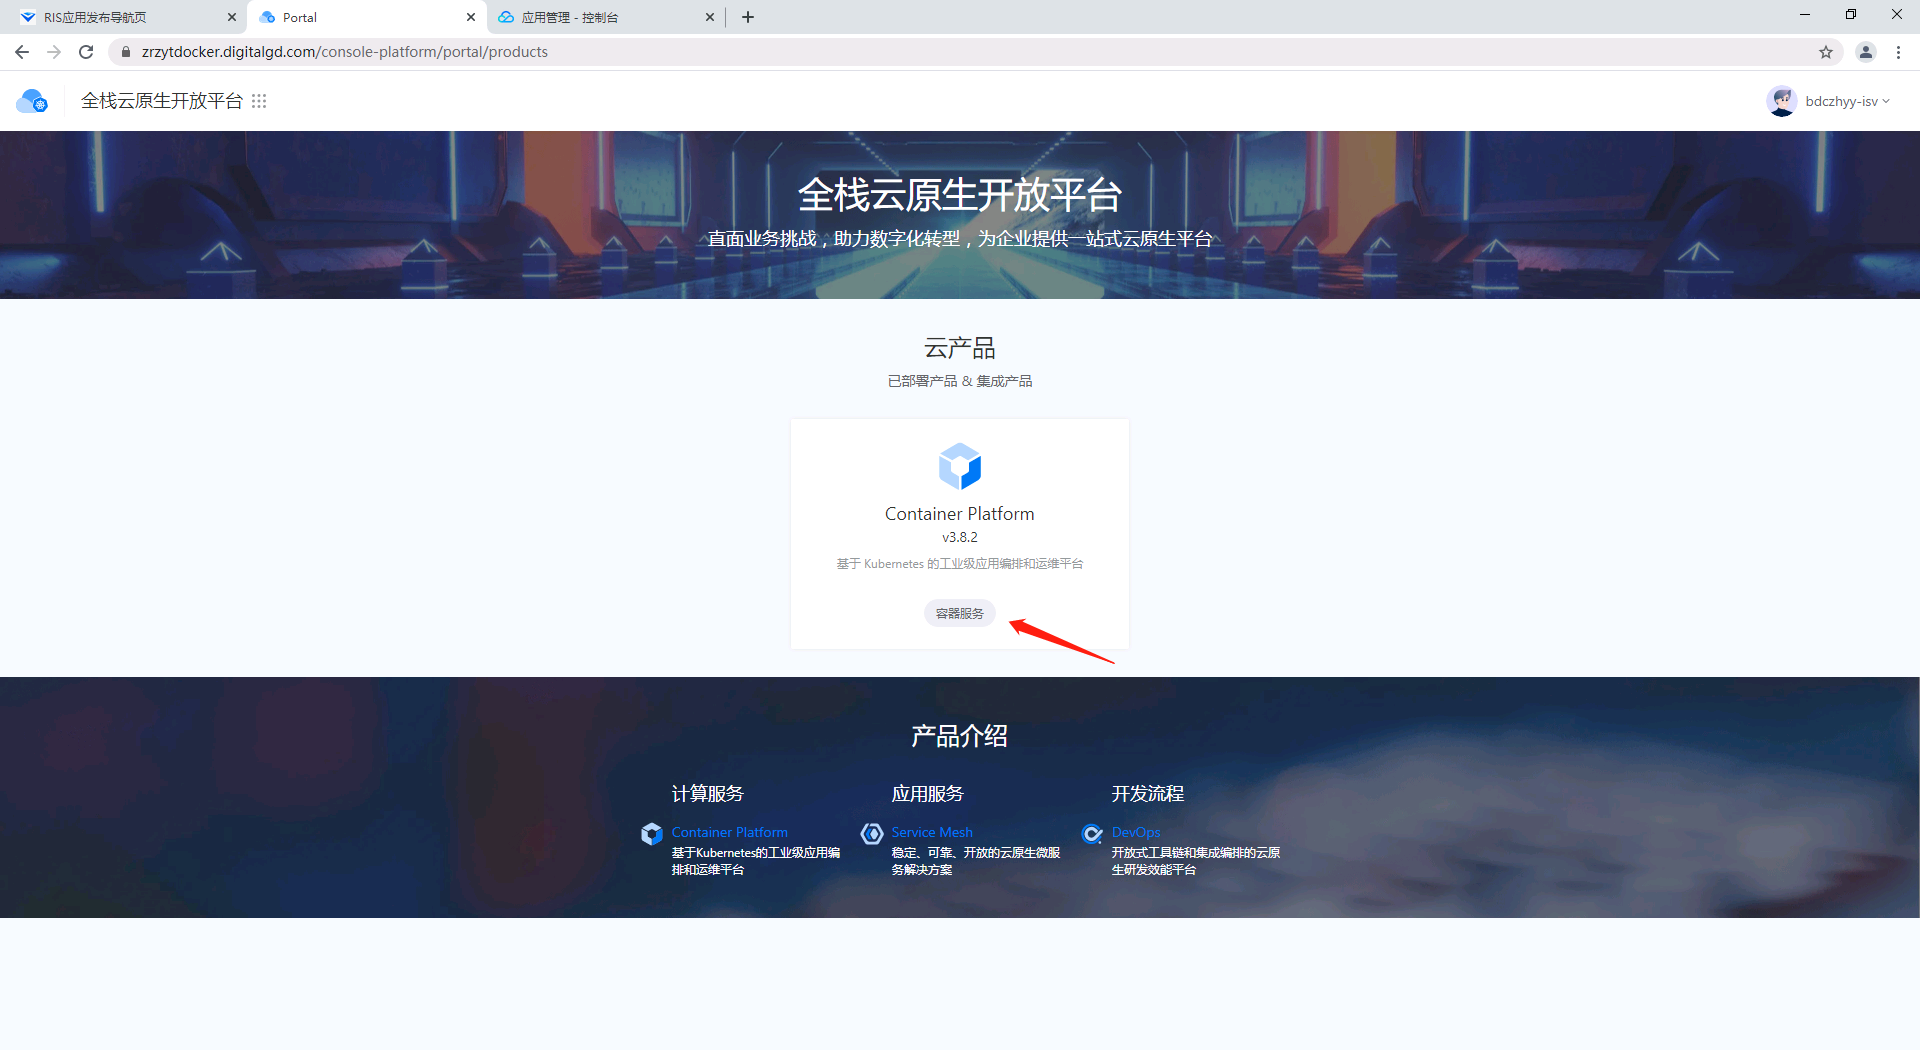 RIS应用发布导航页
Portal
应用管理 - 控制台
zrzytdocker.digitalgd.com/console-platform/portal/products
全栈云原生开放平台
bdczhyy-isv
全栈云原生开放平台
直面业务挑战，助力数字化转型，为企业提供一站式云原生平台
云产品
已部署产品 & 集成产品
Container Platform
v3.8.2
基于 Kubernetes 的工业级应用编排和运维平台
容器服务
产品介绍
计算服务
Container Platform
基于Kubernetes的工业级应用编
排和运维平台
应用服务
Service Mesh
稳定、可靠、开放的云原生微服
务解决方案
开发流程
DevOps
开放式工具链和集成编排的云原
生研发效能平台